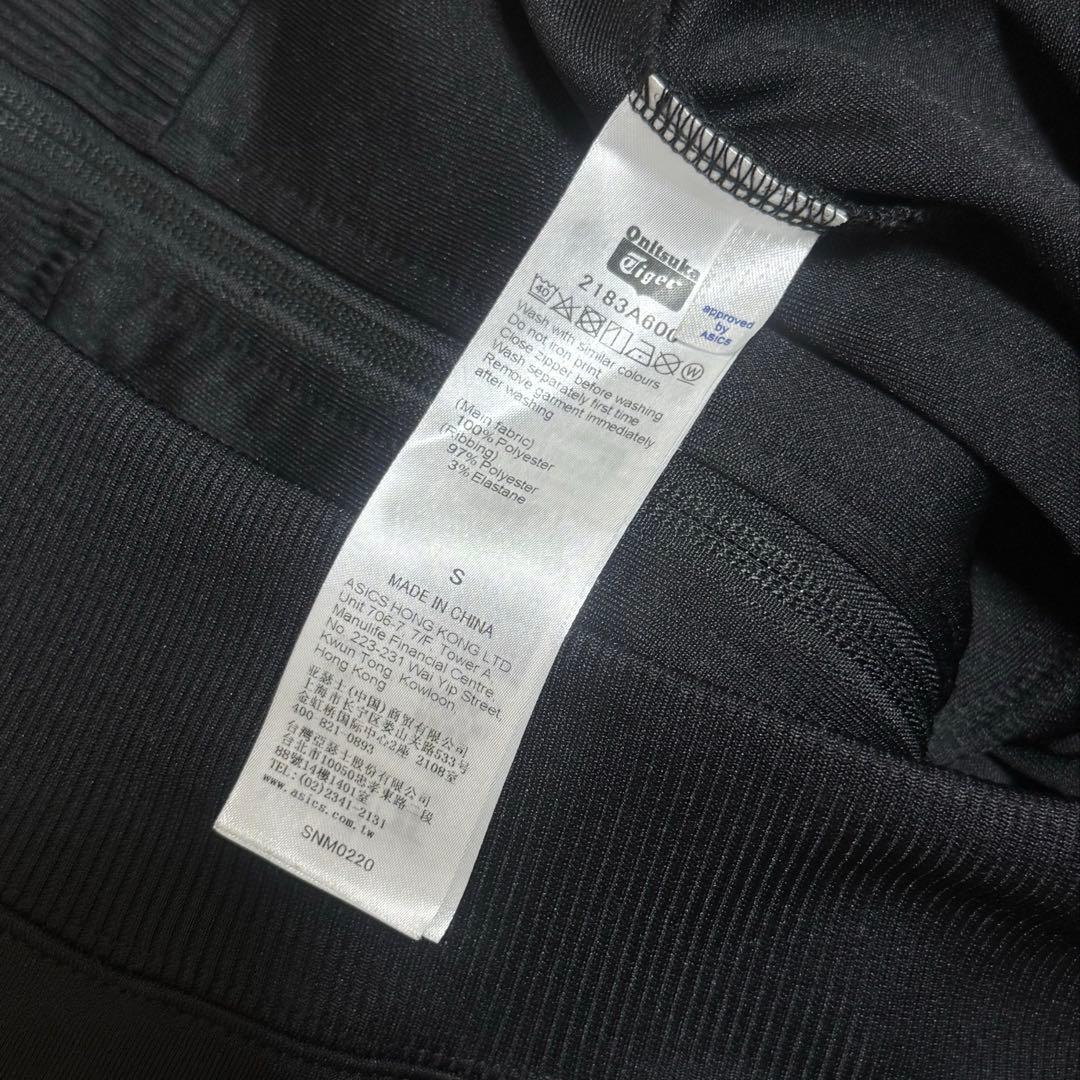 Onitsuka
Tiger
2183A600
approved
by
ASICS
40
W
Wash with similar colours
Do not iron print
Close zipper before washing
Wash separately first time
Remove garment immediately
after washing
(Main fabric)
100% Polyester
(Ribbing)
97% Polyester
3% Elastane
S
MADE IN CHINA
ASICS HONG KONG LTD
Unit 706-7, 7/F, Tower A,
Manulife Financial Centre,
No. 223-231 Wai Yip Street,
Kwun Tong, Kowloon,
Hong Kong
亚瑟士(中国)商贸有限公司
上海市长宁区娄山关路533号
金虹桥国际中心2座 2108室
400 821 0893
台灣亞瑟士股份有限公司
台北市10050忠孝東路二段
88號14樓1401室
TEL:(02)2341-2131
www.asics.com.tw
SNM0220